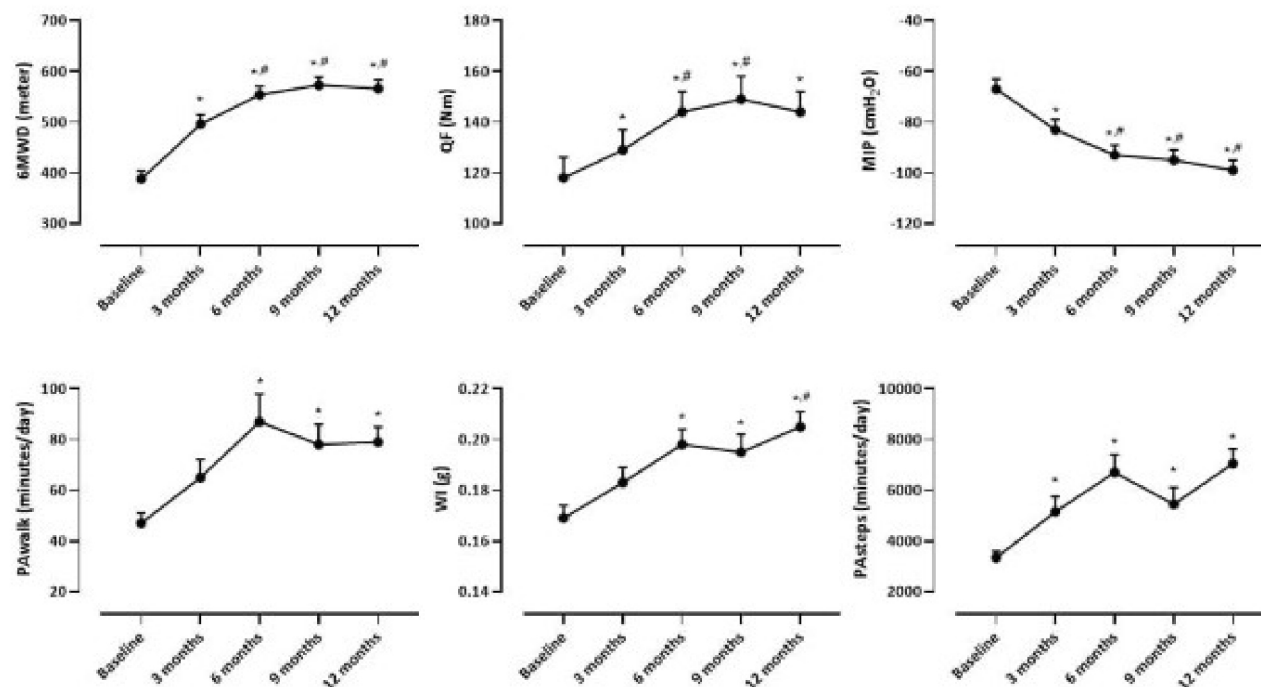 6MWD (meter)
700
600
500
400
300
*
*,#
*,#
*,#
Baseline
3 months
6 months
9 months
12 months
QF (Nm)
180
160
140
120
100
*
*,#
*,#
*
Baseline
3 months
6 months
9 months
12 months
MIP (cmH₂O)
-40
-60
-80
-100
-120
*
*,#
*,#
*,#
Baseline
3 months
6 months
9 months
12 months
PAwalk (minutes/day)
100
80
60
40
20
*
*
*
Baseline
3 months
6 months
9 months
12 months
WI (g)
0.22
0.20
0.18
0.16
0.14
*
*
*,#
Baseline
3 months
6 months
9 months
12 months
PAsteps (minutes/day)
10000
8000
6000
4000
2000
*
*
*
*
Baseline
3 months
6 months
9 months
12 months